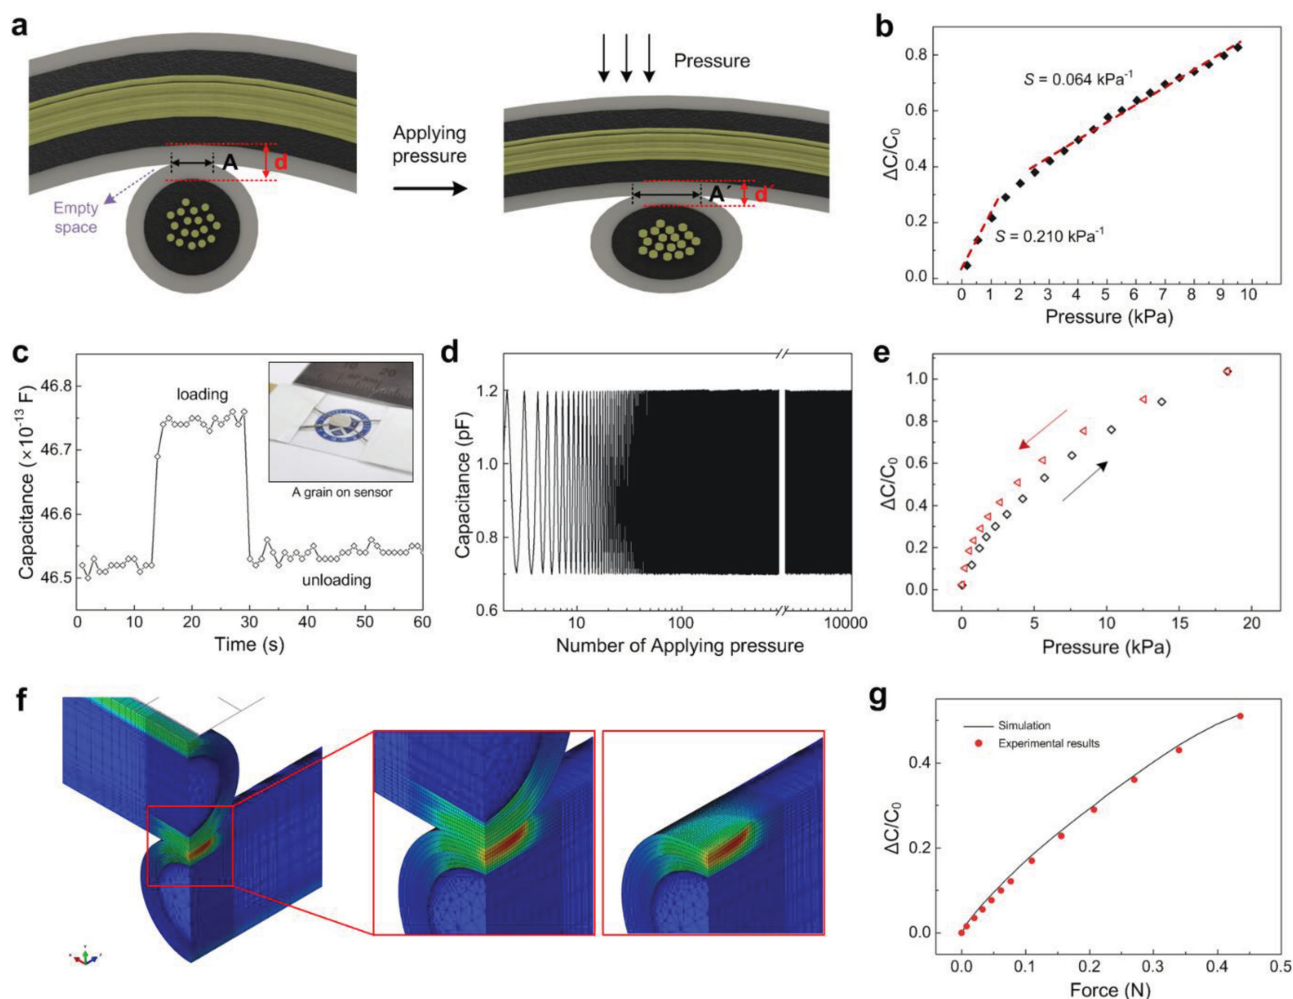 a
Pressure
A
d
Empty
space
Applying
pressure
A´
d´
b
ΔC/C0
0.8
0.6
0.4
0.2
0.0
S = 0.064 kPa-1
S = 0.210 kPa-1
0 1 2 3 4 5 6 7 8 9 10
Pressure (kPa)
c
Capacitance (×10-13 F)
46.8
46.7
46.6
46.5
loading
A grain on sensor
unloading
0 10 20 30 40 50 60
Time (s)
d
Capacitance (pF)
1.2
1.0
0.8
0.6
10 100 10000
Number of Applying pressure
e
ΔC/C0
1.0
0.8
0.6
0.4
0.2
0.0
0 5 10 15 20
Pressure (kPa)
f
g
ΔC/C0
0.4
0.2
0.0
Simulation
Experimental results
0.0 0.1 0.2 0.3 0.4 0.5
Force (N)